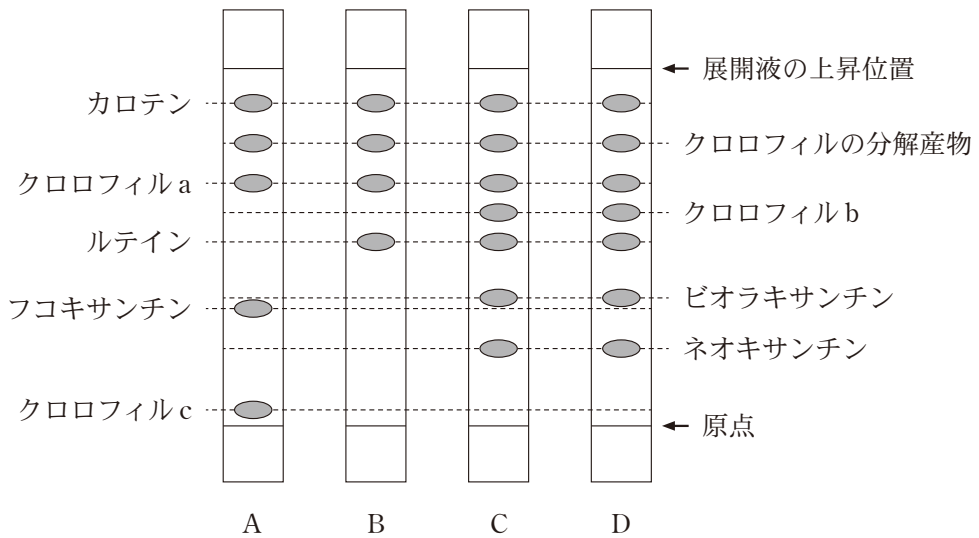 展開液の上昇位置
カロテン
クロロフィルの分解産物
クロロフィル a
クロロフィル b
ルテイン
ビオラキサンチン
フコキサンチン
ネオキサンチン
クロロフィル c
原点
A B C D